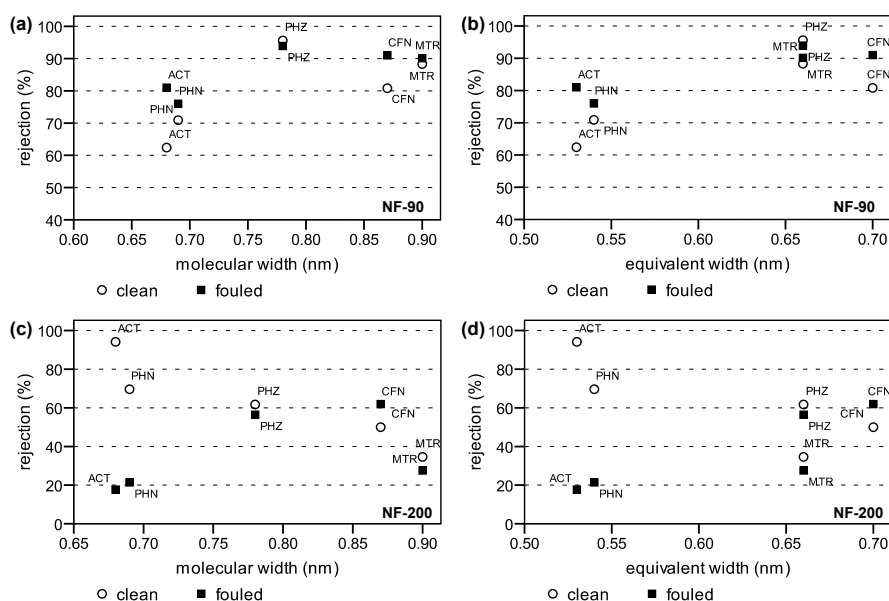 (a)
100
90
80
70
60
50
40
rejection (%)
PHZ
PHZ
CFN
MTR
MTR
CFN
ACT
PHN
PHN
ACT
NF-90
0.60 0.65 0.70 0.75 0.80 0.85 0.90
molecular width (nm)
clean fouled
(b)
100
90
80
70
60
50
40
rejection (%)
PHZ
CFN
MTR
PHZ
MTR
CFN
ACT
PHN
ACT
PHN
NF-90
0.50 0.55 0.60 0.65 0.70
equivalent width (nm)
clean fouled
(c)
100
80
60
40
20
0
rejection (%)
ACT
PHN
PHZ
PHZ
CFN
CFN
MTR
MTR
ACT
PHN
NF-200
0.65 0.70 0.75 0.80 0.85 0.90
molecular width (nm)
clean fouled
(d)
100
80
60
40
20
0
rejection (%)
ACT
PHN
PHZ
CFN
CFN
PHZ
MTR
MTR
ACT
PHN
NF-200
0.50 0.55 0.60 0.65 0.70
equivalent width (nm)
clean fouled